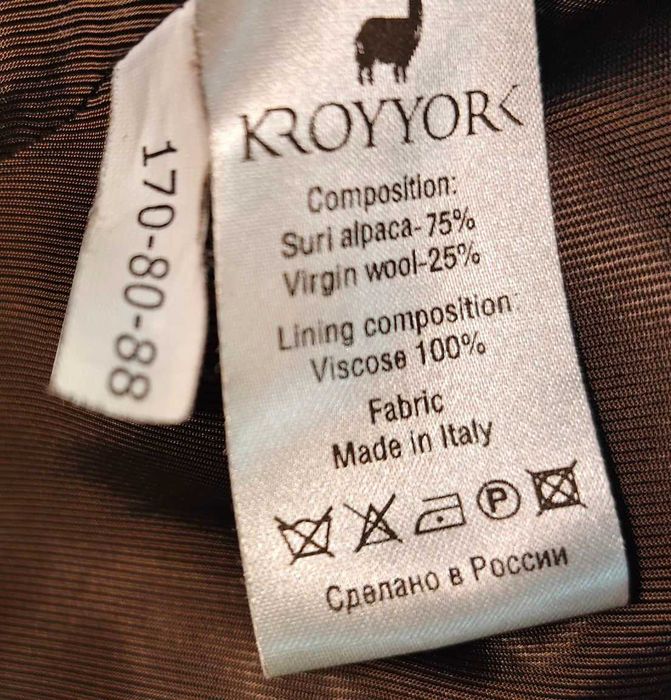 KROYYORK
Composition:
Suri alpaca-75%
Virgin wool-25%
Lining composition:
Viscose 100%
Fabric
Made in Italy
P
Сделано в России
170-80-88